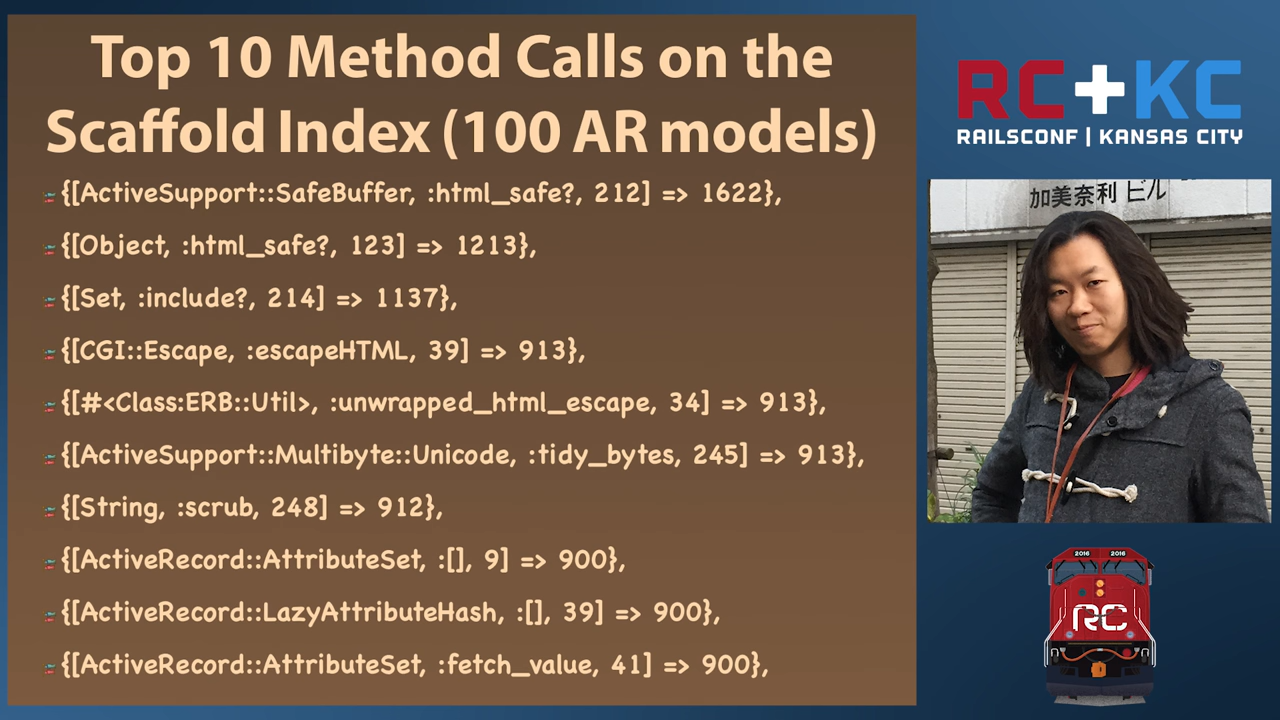 Top 10 Method Calls on the
Scaffold Index (100 AR models)
{[ActiveSupport::SafeBuffer, :html_safe?, 212] => 1622},
{[Object, :html_safe?, 123] => 1213},
{[Set, :include?, 214] => 1137},
{[CGI::Escape, :escapeHTML, 39] => 913},
{[#<Class:ERB::Util>, :unwrapped_html_escape, 34] => 913},
{[ActiveSupport::Multibyte::Unicode, :tidy_bytes, 245] => 913},
{[String, :scrub, 248] => 912},
{[ActiveRecord::AttributeSet, :[], 9] => 900},
{[ActiveRecord::LazyAttributeHash, :[], 39] => 900},
{[ActiveRecord::AttributeSet, :fetch_value, 41] => 900},
RC+KC
RAILSCONF | KANSAS CITY
加美奈利 ビル
2016 2016
RC